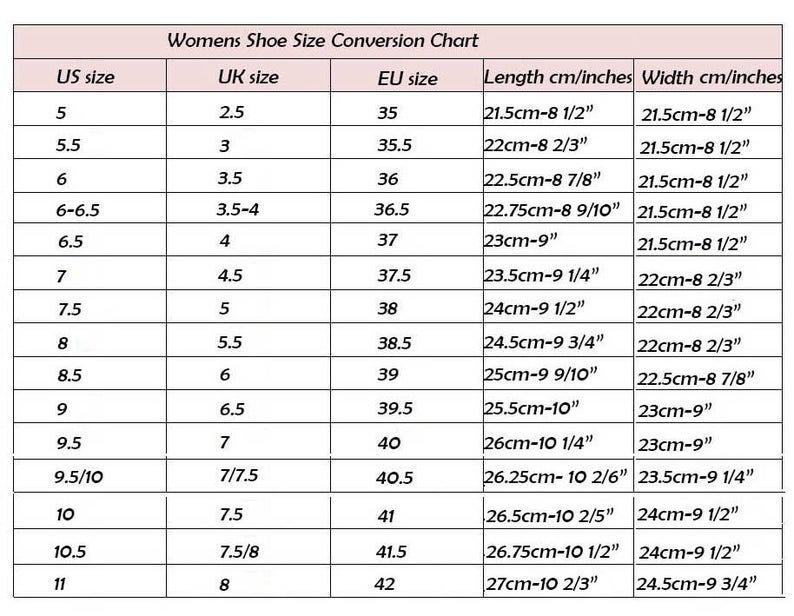 Womens Shoe Size Conversion Chart
US size UK size EU size Length cm/inches Width cm/inches
5 2.5 35 21.5cm-8 1/2” 21.5cm-8 1/2”
5.5 3 35.5 22cm-8 2/3” 21.5cm-8 1/2”
6 3.5 36 22.5cm-8 7/8” 21.5cm-8 1/2”
6-6.5 3.5-4 36.5 22.75cm-8 9/10” 21.5cm-8 1/2”
6.5 4 37 23cm-9” 21.5cm-8 1/2”
7 4.5 37.5 23.5cm-9 1/4” 22cm-8 2/3”
7.5 5 38 24cm-9 1/2” 22cm-8 2/3”
8 5.5 38.5 24.5cm-9 3/4” 22cm-8 2/3”
8.5 6 39 25cm-9 9/10” 22.5cm-8 7/8”
9 6.5 39.5 25.5cm-10” 23cm-9”
9.5 7 40 26cm-10 1/4” 23cm-9”
9.5/10 7/7.5 40.5 26.25cm- 10 2/6” 23.5cm-9 1/4”
10 7.5 41 26.5cm-10 2/5” 24cm-9 1/2”
10.5 7.5/8 41.5 26.75cm-10 1/2” 24cm-9 1/2”
11 8 42 27cm-10 2/3” 24.5cm-9 3/4”